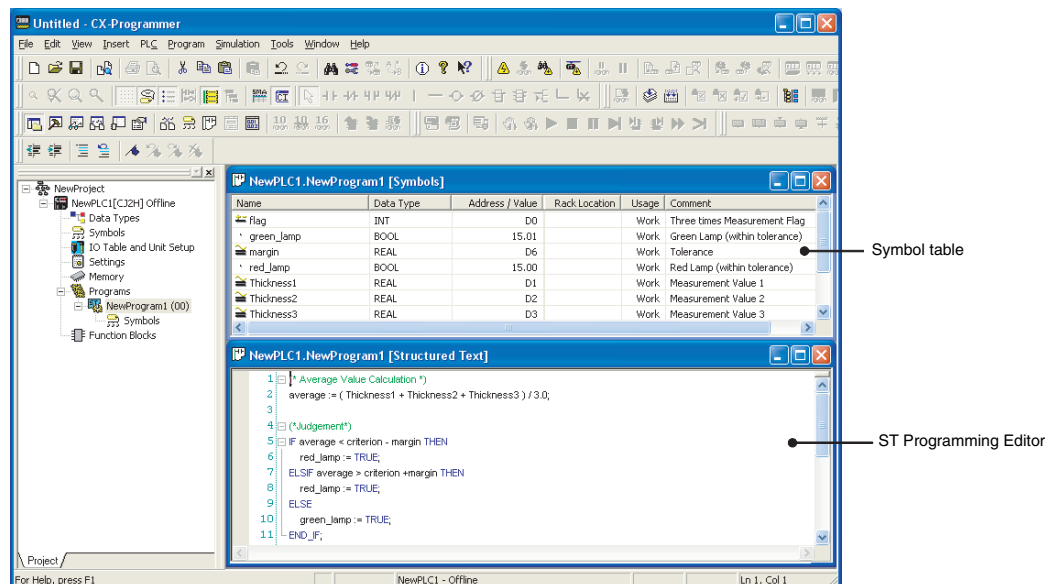 Untitled - CX-Programmer
File Edit View Insert PLC Program Simulation Tools Window Help
NewProject
NewPLC1[CJ2H] Offline
Data Types
Symbols
IO Table and Unit Setup
Settings
Memory
Programs
NewProgram1 (00)
Symbols
Function Blocks
Project
NewPLC1.NewProgram1 [Symbols]
Name Data Type Address / Value Rack Location Usage Comment
flag INT D0 Work Three times Measurement Flag
green_lamp BOOL 15.01 Work Green Lamp (within tolerance)
margin REAL D6 Work Tolerance
red_lamp BOOL 15.00 Work Red Lamp (within tolerance)
Thickness1 REAL D1 Work Measurement Value 1
Thickness2 REAL D2 Work Measurement Value 2
Thickness3 REAL D3 Work Measurement Value 3
Symbol table
NewPLC1.NewProgram1 [Structured Text]
1 (* Average Value Calculation *)
2 average := ( Thickness1 + Thickness2 + Thickness3 ) / 3.0;
3
4 (*Judgement*)
5 IF average < criterion - margin THEN
6 red_lamp := TRUE;
7 ELSIF average > criterion +margin THEN
8 red_lamp := TRUE;
9 ELSE
10 green_lamp := TRUE;
11 END_IF;
ST Programming Editor
For Help, press F1 NewPLC1 - Offline Ln 1, Col 1